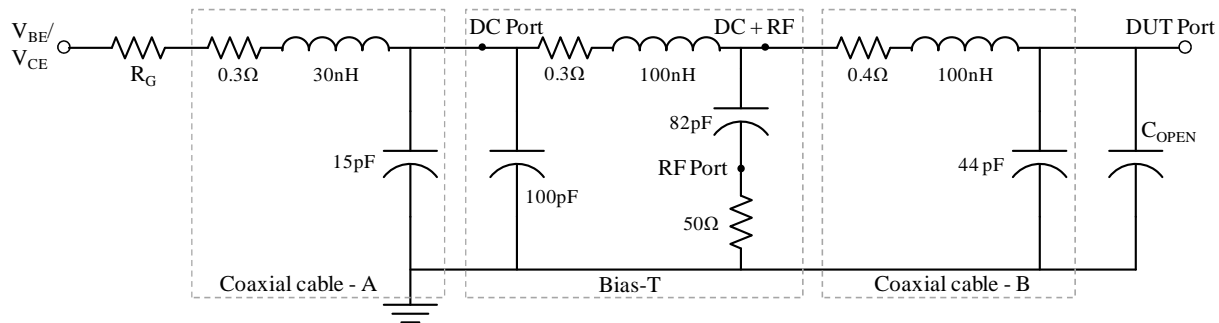 V_BE/
V_CE
R_G
0.3Ω
30nH
15pF
DC Port
100pF
0.3Ω
100nH
DC + RF
82pF
RF Port
50Ω
0.4Ω
100nH
44 pF
DUT Port
C_OPEN
Coaxial cable - A
Bias-T
Coaxial cable - B